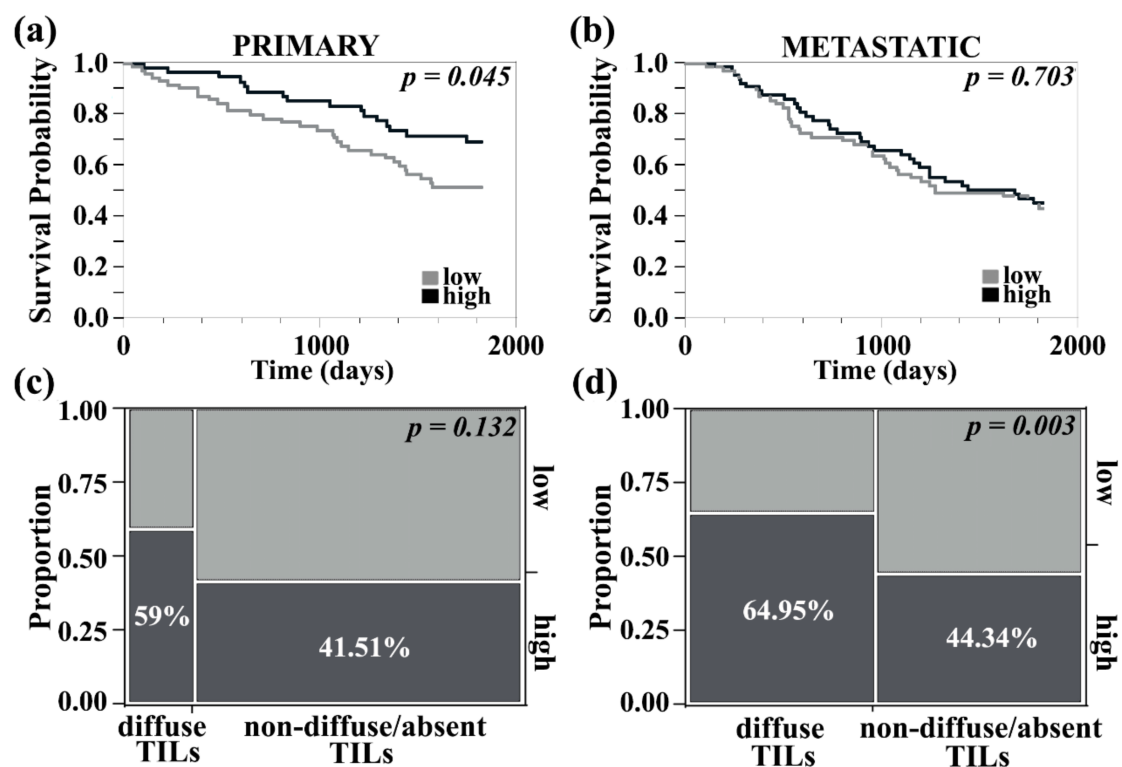 (a)
PRIMARY
p = 0.045
Survival Probability
1.0
0.8
0.6
0.4
0.2
0.0
low
high
0
1000
2000
Time (days)
(b)
METASTATIC
p = 0.703
Survival Probability
1.0
0.8
0.6
0.4
0.2
0.0
low
high
0
1000
2000
Time (days)
(c)
p = 0.132
Proportion
1.00
0.75
0.50
0.25
0.00
59%
41.51%
low
high
diffuse
TILs
non-diffuse/absent
TILs
(d)
p = 0.003
Proportion
1.00
0.75
0.50
0.25
0.00
64.95%
44.34%
low
high
diffuse
TILs
non-diffuse/absent
TILs